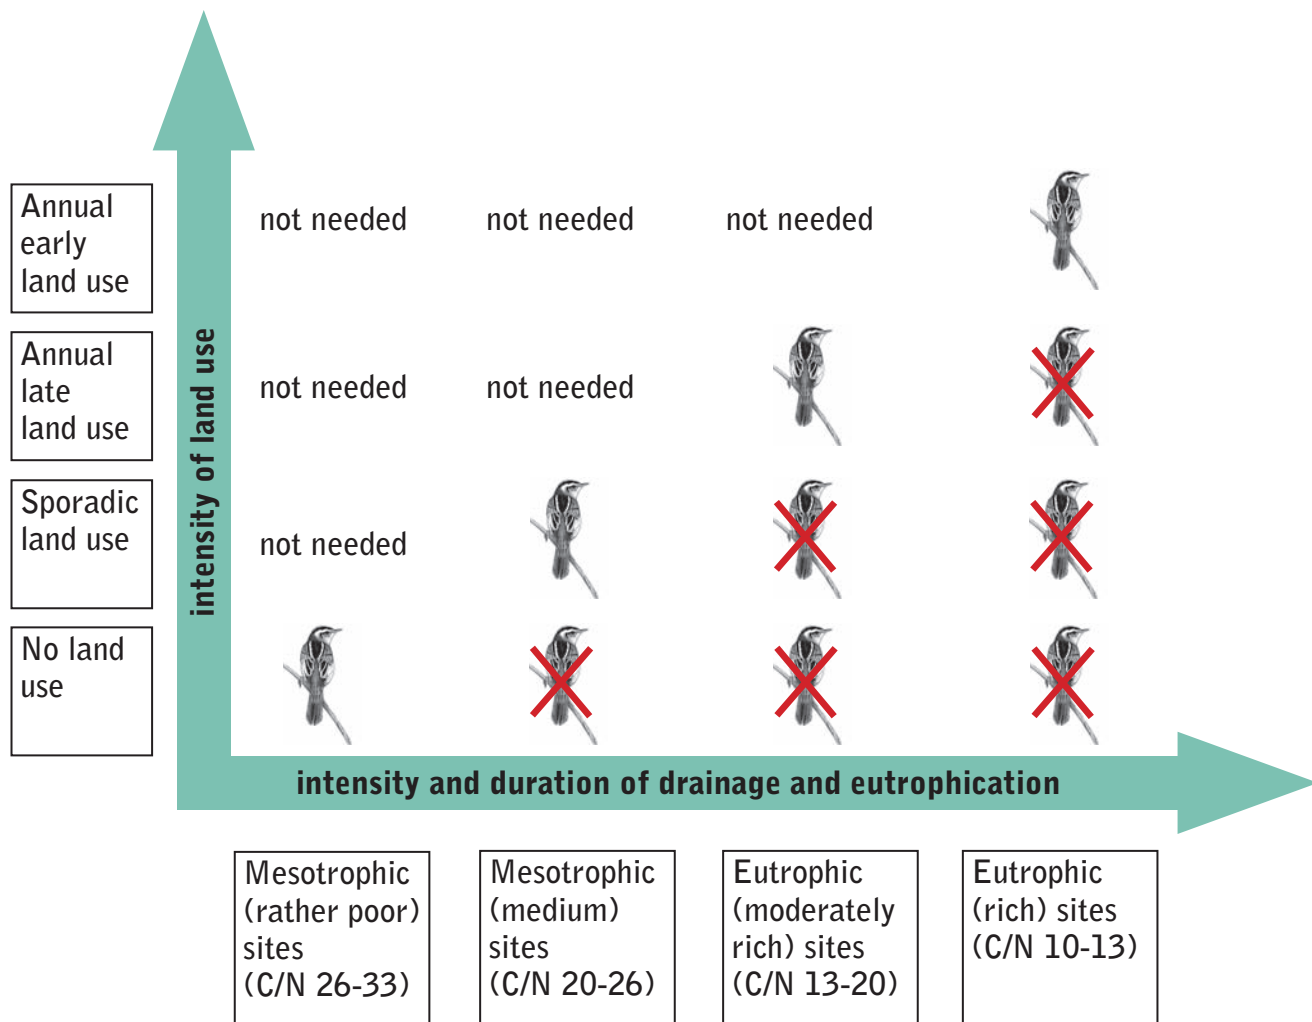 Annual
early
land use
not needed
not needed
not needed
Annual
late
land use
not needed
not needed
Sporadic
land use
not needed
No land
use
intensity of land use
intensity and duration of drainage and eutrophication
Mesotrophic
(rather poor)
sites
(C/N 26-33)
Mesotrophic
(medium)
sites
(C/N 20-26)
Eutrophic
(moderately
rich) sites
(C/N 13-20)
Eutrophic
(rich) sites
(C/N 10-13)